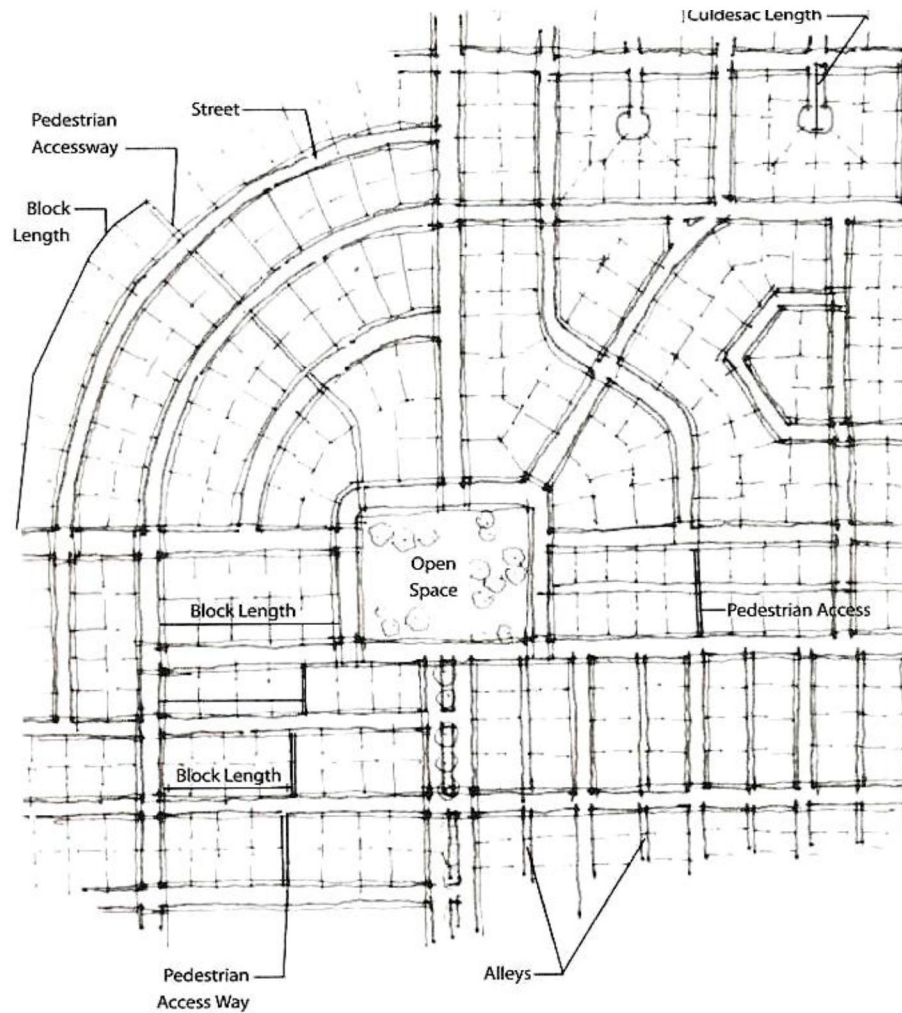 Culdesac Length
Street
Pedestrian
Accessway
Block
Length
Open
Space
Block Length
Pedestrian Access
Block Length
Alleys
Pedestrian
Access Way